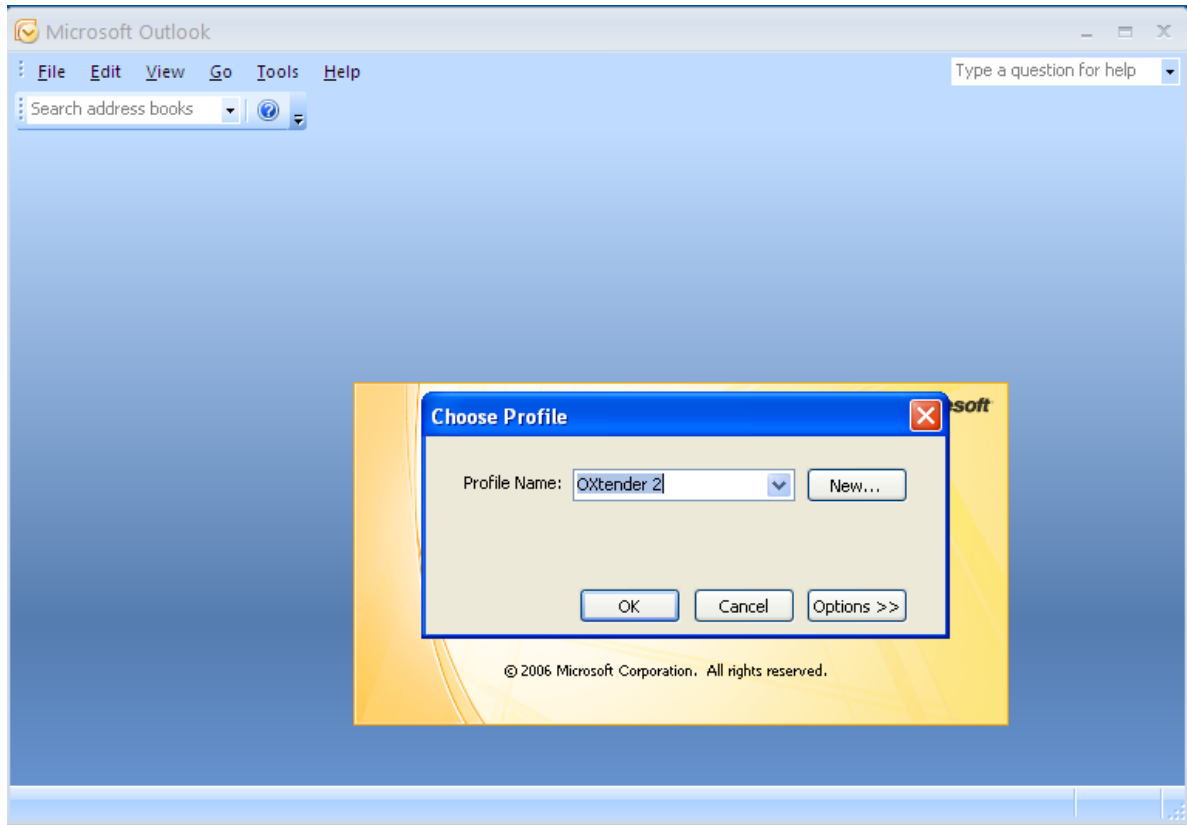 Microsoft Outlook
File Edit View Go Tools Help
Type a question for help
Search address books
soft
Choose Profile
Profile Name: OXtender 2 New...
OK Cancel Options >>
© 2006 Microsoft Corporation. All rights reserved.